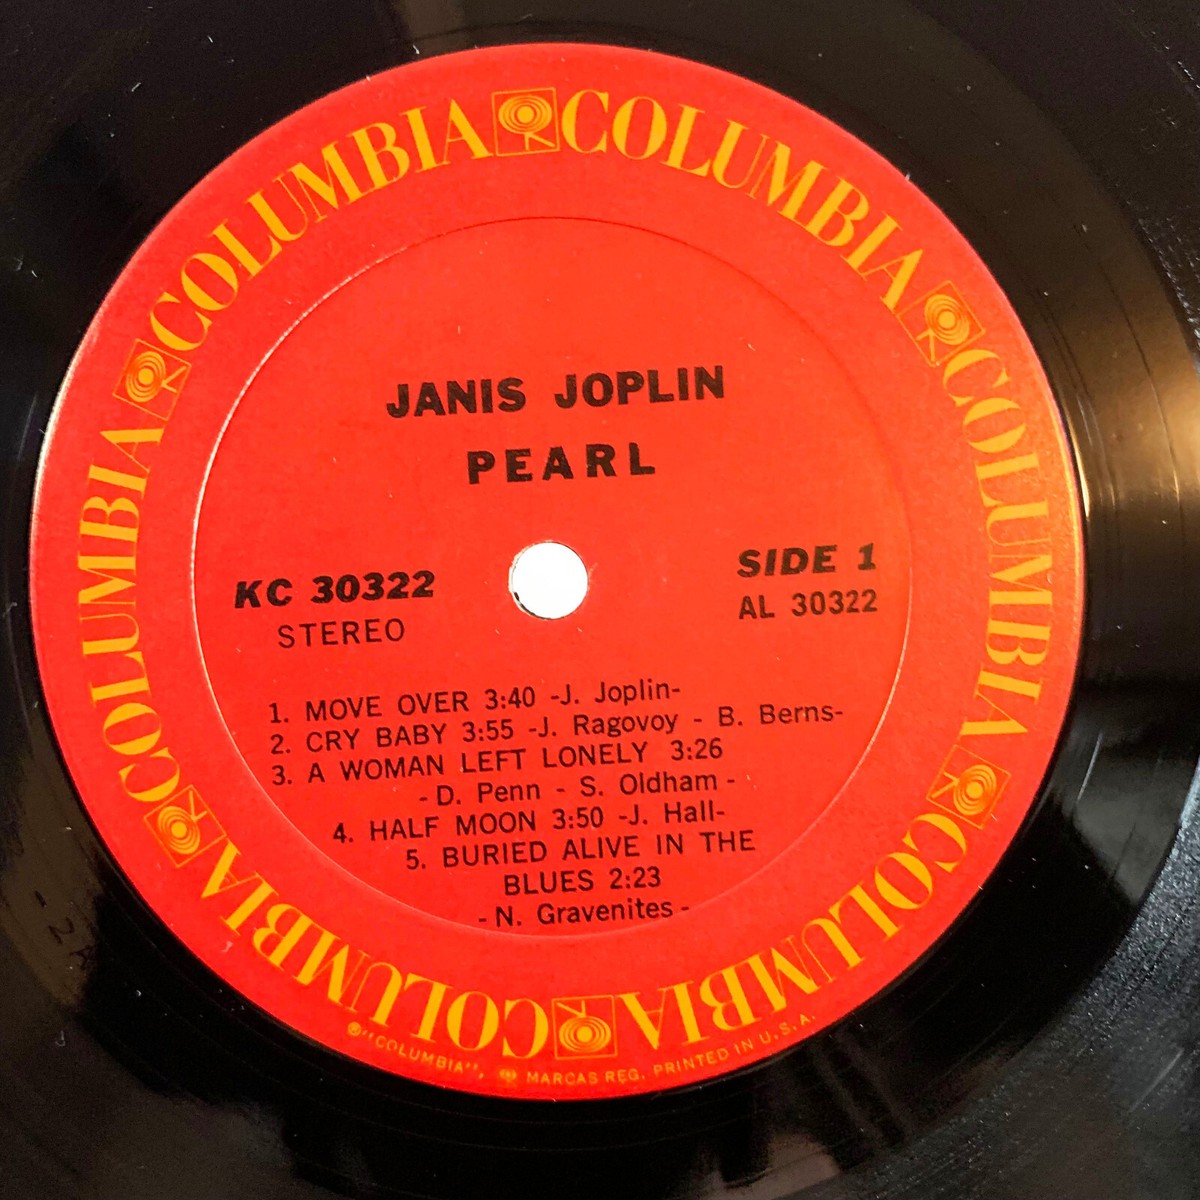 COLUMBIA COLUMBIA COLUMBIA COLUMBIA COLUMBIA COLUMBIA
JANIS JOPLIN
PEARL
KC 30322
STEREO
SIDE 1
AL 30322
1. MOVE OVER 3:40 -J. Joplin-
2. CRY BABY 3:55 -J. Ragovoy - B. Berns-
3. A WOMAN LEFT LONELY 3:26
- D. Penn - S. Oldham -
4. HALF MOON 3:50 -J. Hall-
5. BURIED ALIVE IN THE
BLUES 2:23
- N. Gravenites -
®"COLUMBIA", MARCAS REG. PRINTED IN U.S.A.